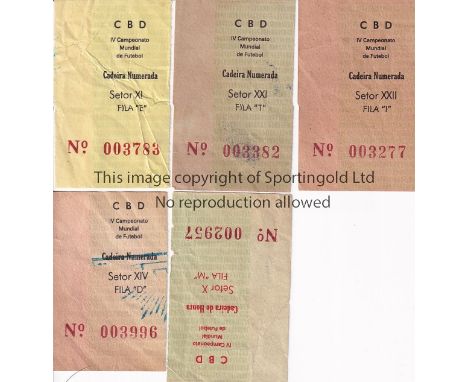 C B D
IV Campeonato
Mundial
de Futebol
Cadeira Numerada
Setor XI
FILA "E"
Nº 003783
C B D
IV Campeonato
Mundial
de Futebol
Cadeira Numerada
Setor XXI
FILA "T"
Nº 003382
C B D
IV Campeonato
Mundial
de Futebol
Cadeira Numerada
Setor XXII
FILA "I"
Nº 003277
This image copyright of Sportingold Ltd
No reproduction allowed
C B D
IV Campeonato
Mundial
de Futebol
Cadeira Numerada
Setor XIV
FILA "D"
Nº 003996
C B D
IV Campeonato
Mundial
de Futebol
Cadeira de Honra
Setor X
FILA "M"
Nº 002957